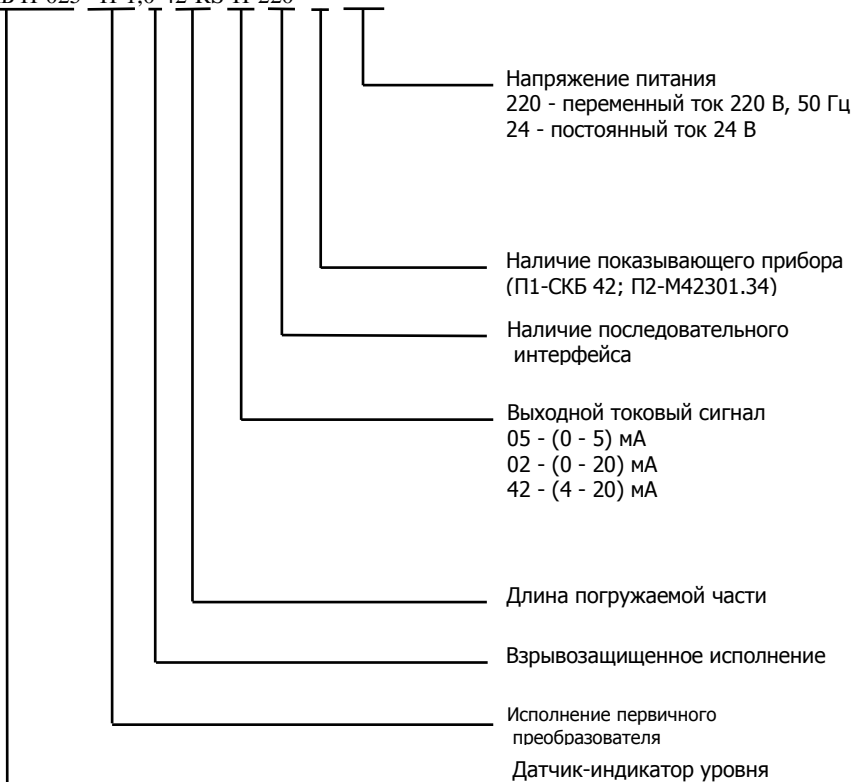 Напряжение питания
220 - переменный ток 220 В, 50 Гц
24 - постоянный ток 24 В
Наличие показывающего прибора
(П1-СКБ 42; П2-М42301.34)
Наличие последовательного
интерфейса
Выходной токовый сигнал
05 - (0 - 5) мА
02 - (0 - 20) мА
42 - (4 - 20) мА
Длина погружаемой части
Взрывозащищенное исполнение
Исполнение первичного
преобразователя
Датчик-индикатор уровня